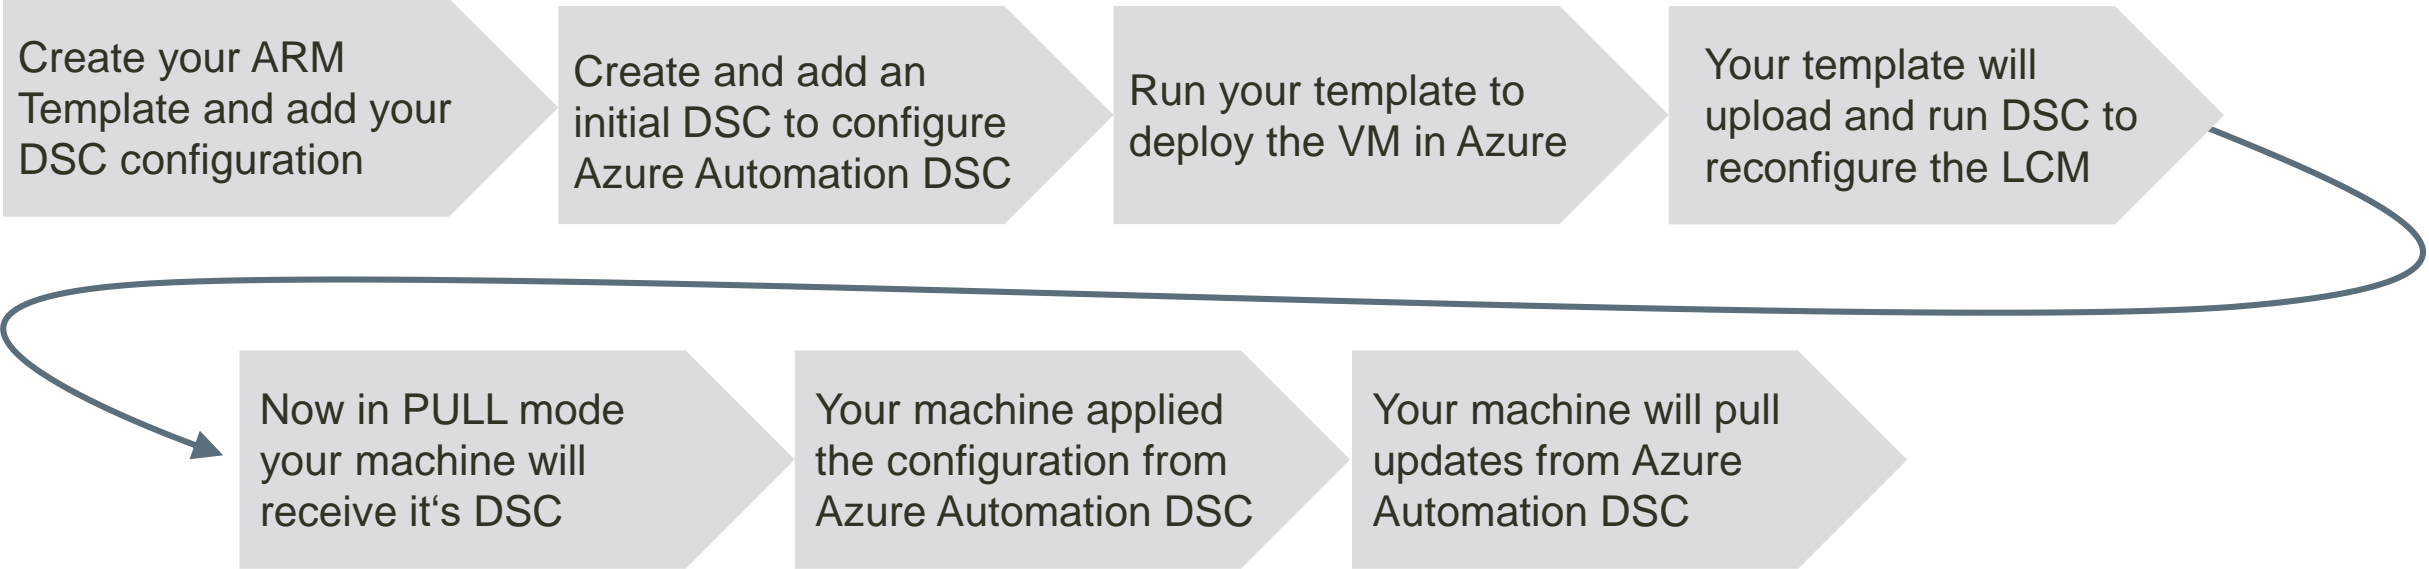 Create your ARM
Template and add your
DSC configuration
Create and add an
initial DSC to configure
Azure Automation DSC
Run your template to
deploy the VM in Azure
Your template will
upload and run DSC to
reconfigure the LCM
Now in PULL mode
your machine will
receive it‘s DSC
Your machine applied
the configuration from
Azure Automation DSC
Your machine will pull
updates from Azure
Automation DSC